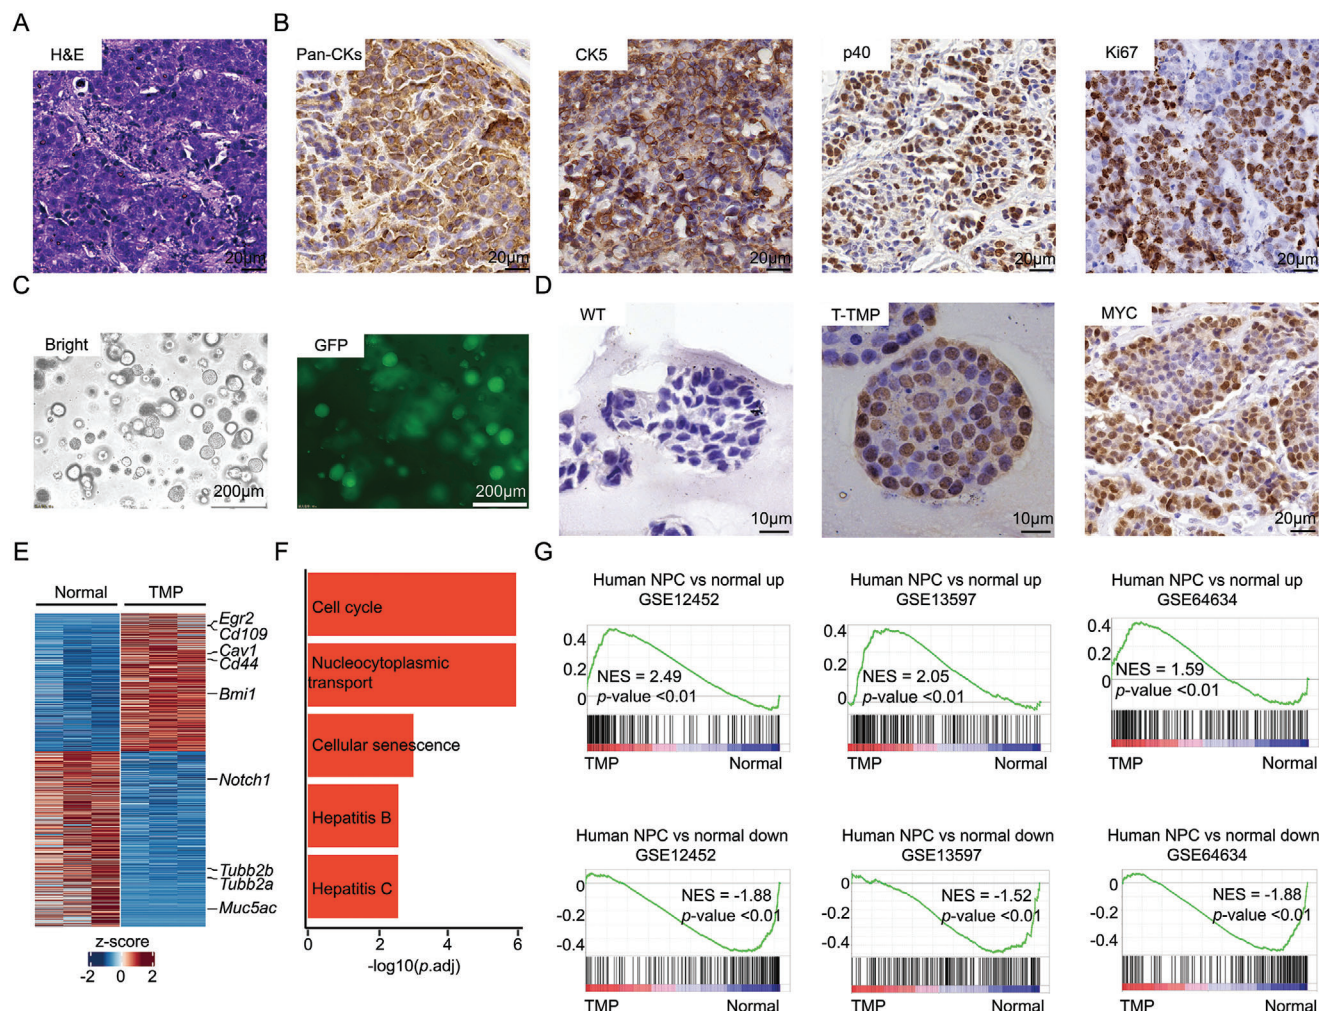 A
H&E
20μm
B
Pan-CKs
20μm
CK5
20μm
p40
20μm
Ki67
20μm
C
Bright
200μm
GFP
200μm
D
WT
10μm
T-TMP
10μm
MYC
20μm
E
Normal
TMP
Egr2
Cd109
Cav1
Cd44
Bmi1
Notch1
Tubb2b
Tubb2a
Muc5ac
z-score
-2 0 2
F
Cell cycle
Nucleocytoplasmic
transport
Cellular senescence
Hepatitis B
Hepatitis C
0 2 4 6
-log10(p.adj)
G
Human NPC vs normal up
GSE12452
0.4
0.2
0
NES = 2.49
p-value <0.01
TMP Normal
Human NPC vs normal up
GSE13597
0.4
0.2
0
NES = 2.05
p-value <0.01
TMP Normal
Human NPC vs normal up
GSE64634
0.4
0.2
0
NES = 1.59
p-value <0.01
TMP Normal
Human NPC vs normal down
GSE12452
0
-0.2
-0.4
NES = -1.88
p-value <0.01
TMP Normal
Human NPC vs normal down
GSE13597
0
-0.2
-0.4
NES = -1.52
p-value <0.01
TMP Normal
Human NPC vs normal down
GSE64634
0
-0.2
-0.4
NES = -1.88
p-value <0.01
TMP Normal